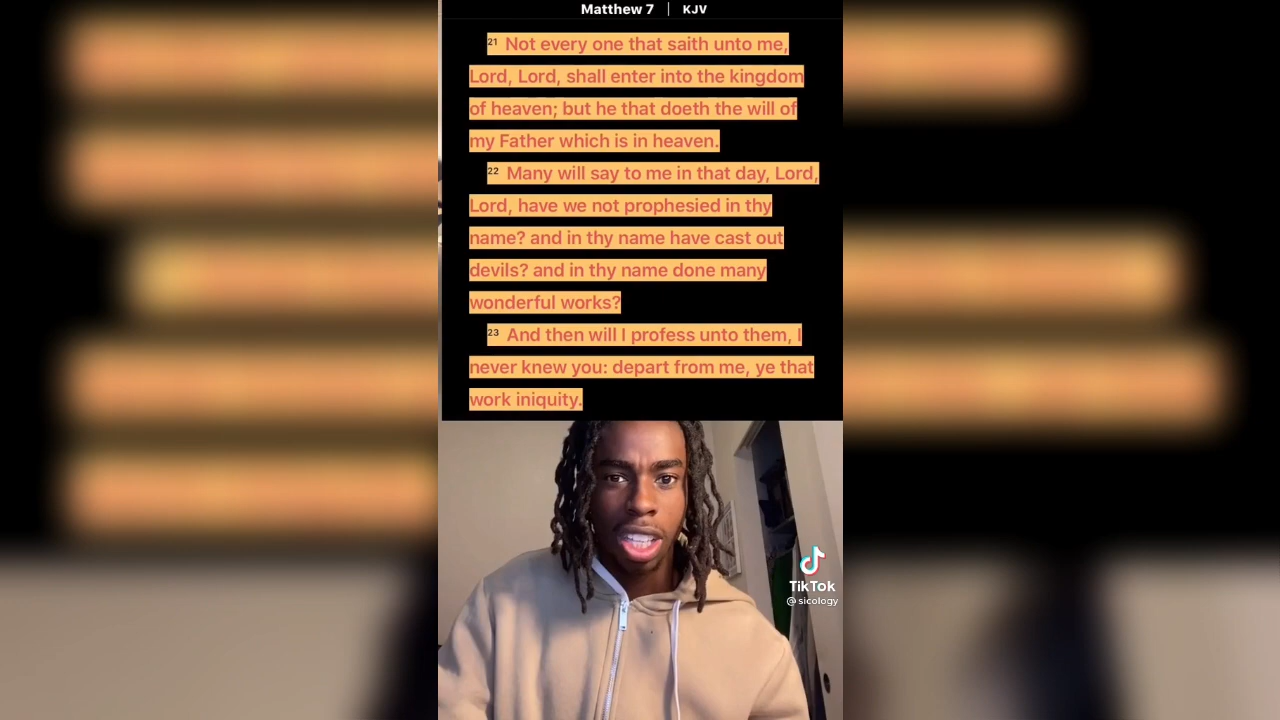 Matthew 7 | KJV
21 Not every one that saith unto me,
Lord, Lord, shall enter into the kingdom
of heaven; but he that doeth the will of
my Father which is in heaven.
22 Many will say to me in that day, Lord,
Lord, have we not prophesied in thy
name? and in thy name have cast out
devils? and in thy name done many
wonderful works?
23 And then will I profess unto them, I
never knew you: depart from me, ye that
work iniquity.
TikTok
@sicology